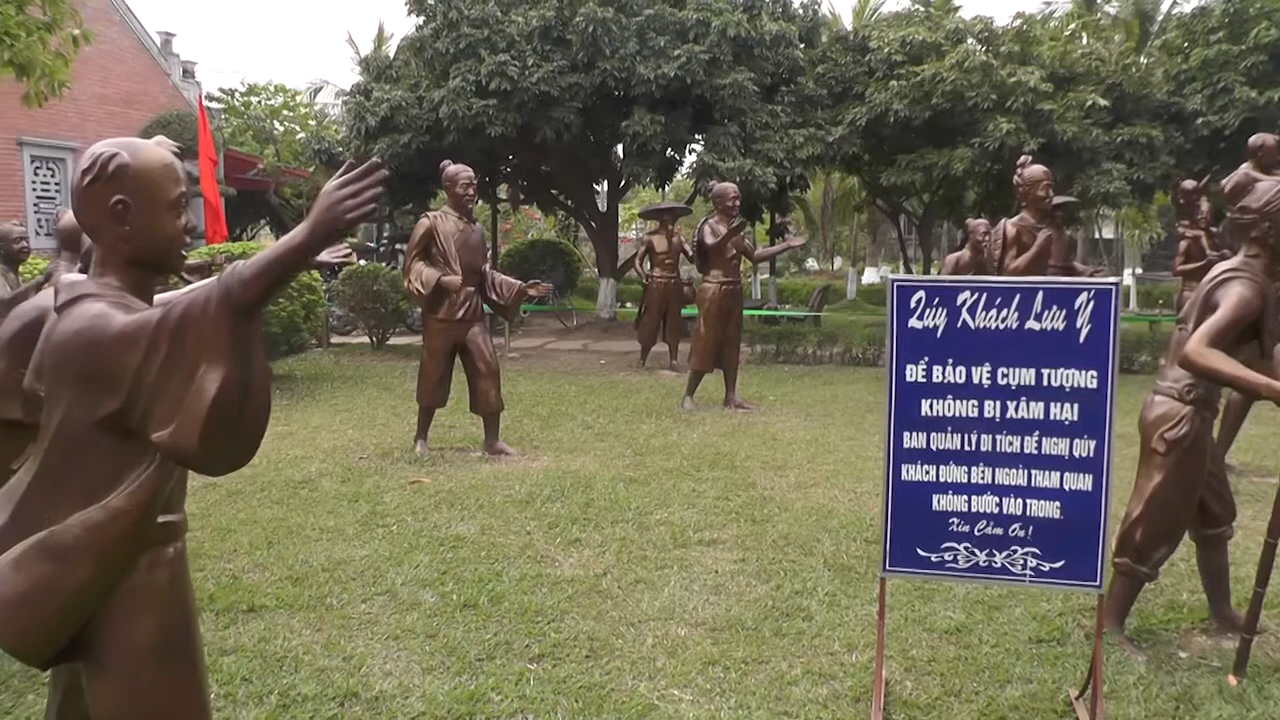 Quý Khách Lưu Ý
ĐỂ BẢO VỆ CỤM TƯỢNG
KHÔNG BỊ XÂM HẠI
BAN QUẢN LÝ DI TÍCH ĐỀ NGHỊ QÚY
KHÁCH ĐỨNG BÊN NGOÀI THAM QUAN
KHÔNG BƯỚC VÀO TRONG.
Xin Cảm Ơn!